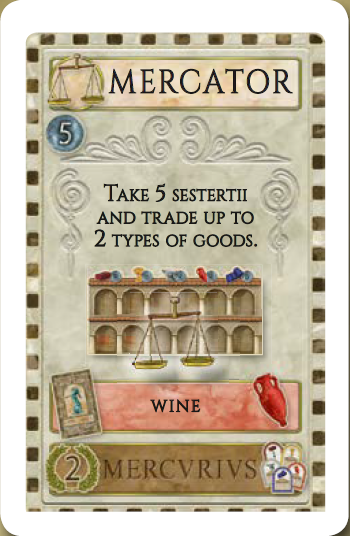 MERCATOR
5
TAKE 5 SESTERTII
AND TRADE UP TO
2 TYPES OF GOODS.
WINE
2 MERCVRIVS